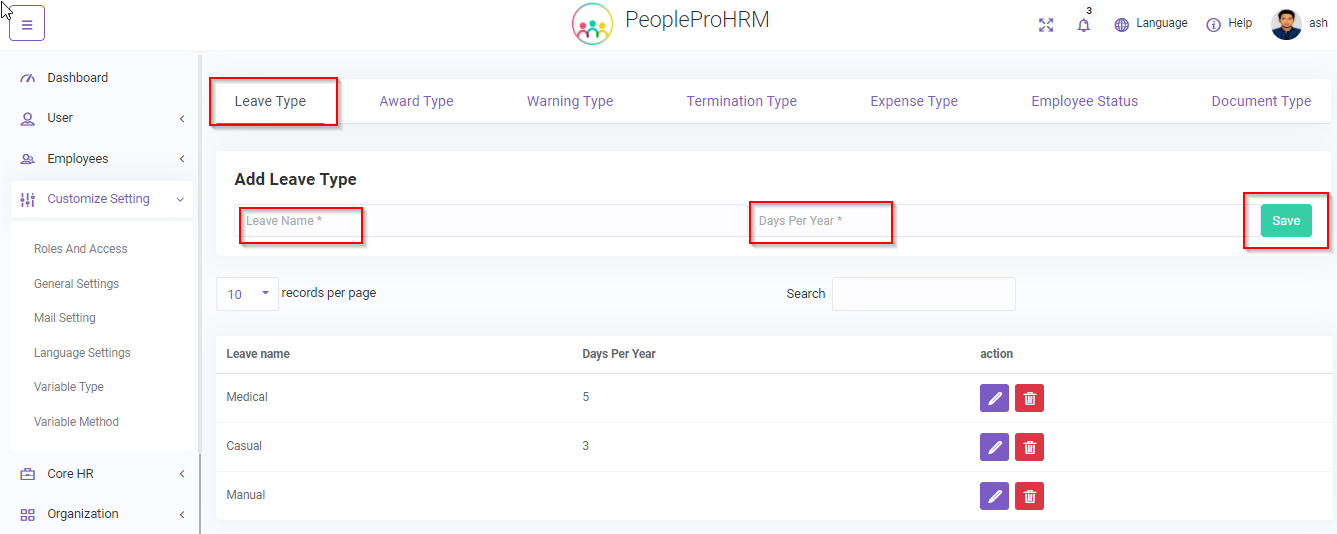 PeopleProHRM
3
Language
Help
ash
Dashboard
User
Employees
Customize Setting
Roles And Access
General Settings
Mail Setting
Language Settings
Variable Type
Variable Method
Core HR
Organization
Leave Type
Award Type
Warning Type
Termination Type
Expense Type
Employee Status
Document Type
Add Leave Type
Leave Name *
Days Per Year *
Save
10 records per page
Search
Leave name Days Per Year action
Medical 5
Casual 3
Manual